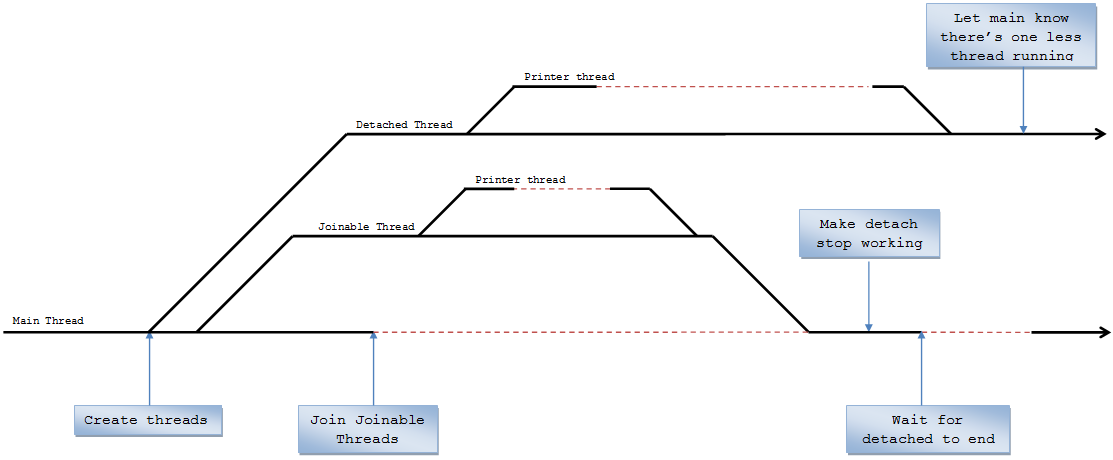 Let main know
there's one less
thread running
Printer thread
Detached Thread
Printer thread
Joinable Thread
Make detach
stop working
Main Thread
Create threads
Join Joinable
Threads
Wait for
detached to end